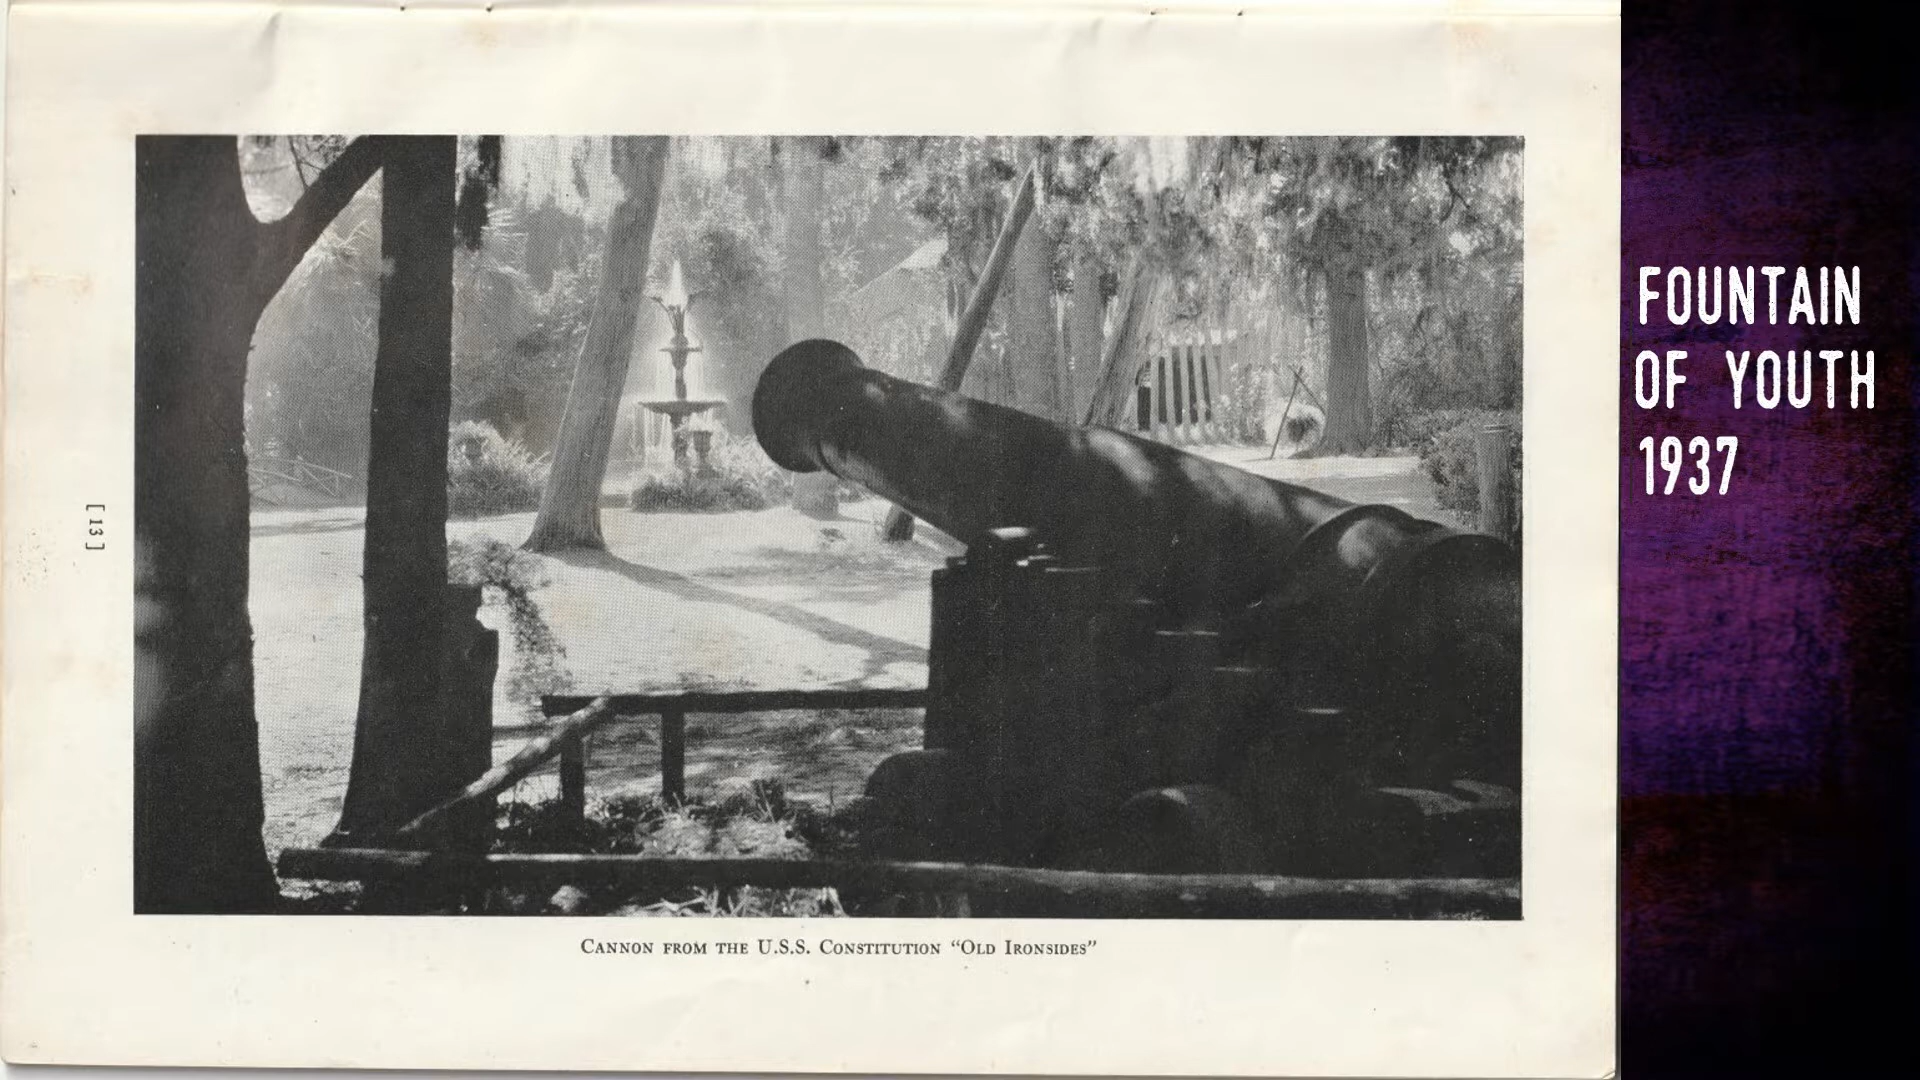 [ 13 ]
Cannon from the U.S.S. Constitution “Old Ironsides”
FOUNTAIN
OF YOUTH
1937